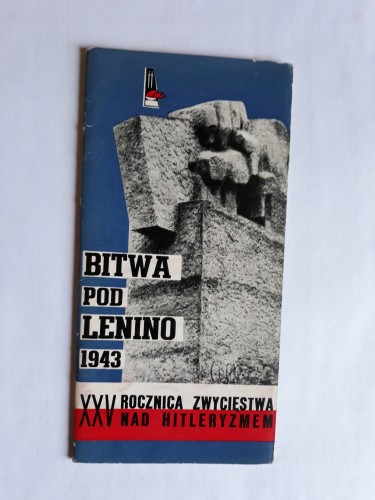 BITWA
POD
LENINO
1943
XXV ROCZNICA ZWYCIĘSTWA
NAD HITLERYZMEM